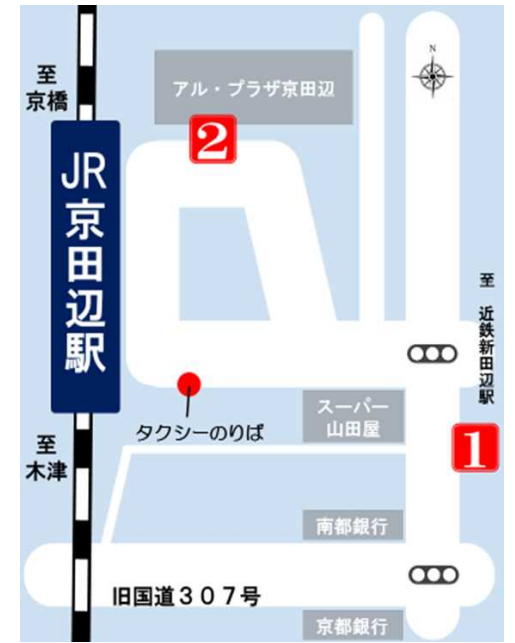 至
京橋
アル・プラザ京田辺
N
2
JR京田辺駅
至 近鉄新田辺駅
タクシーのりば
スーパー
山田屋
1
至
木津
南都銀行
旧国道307号
京都銀行